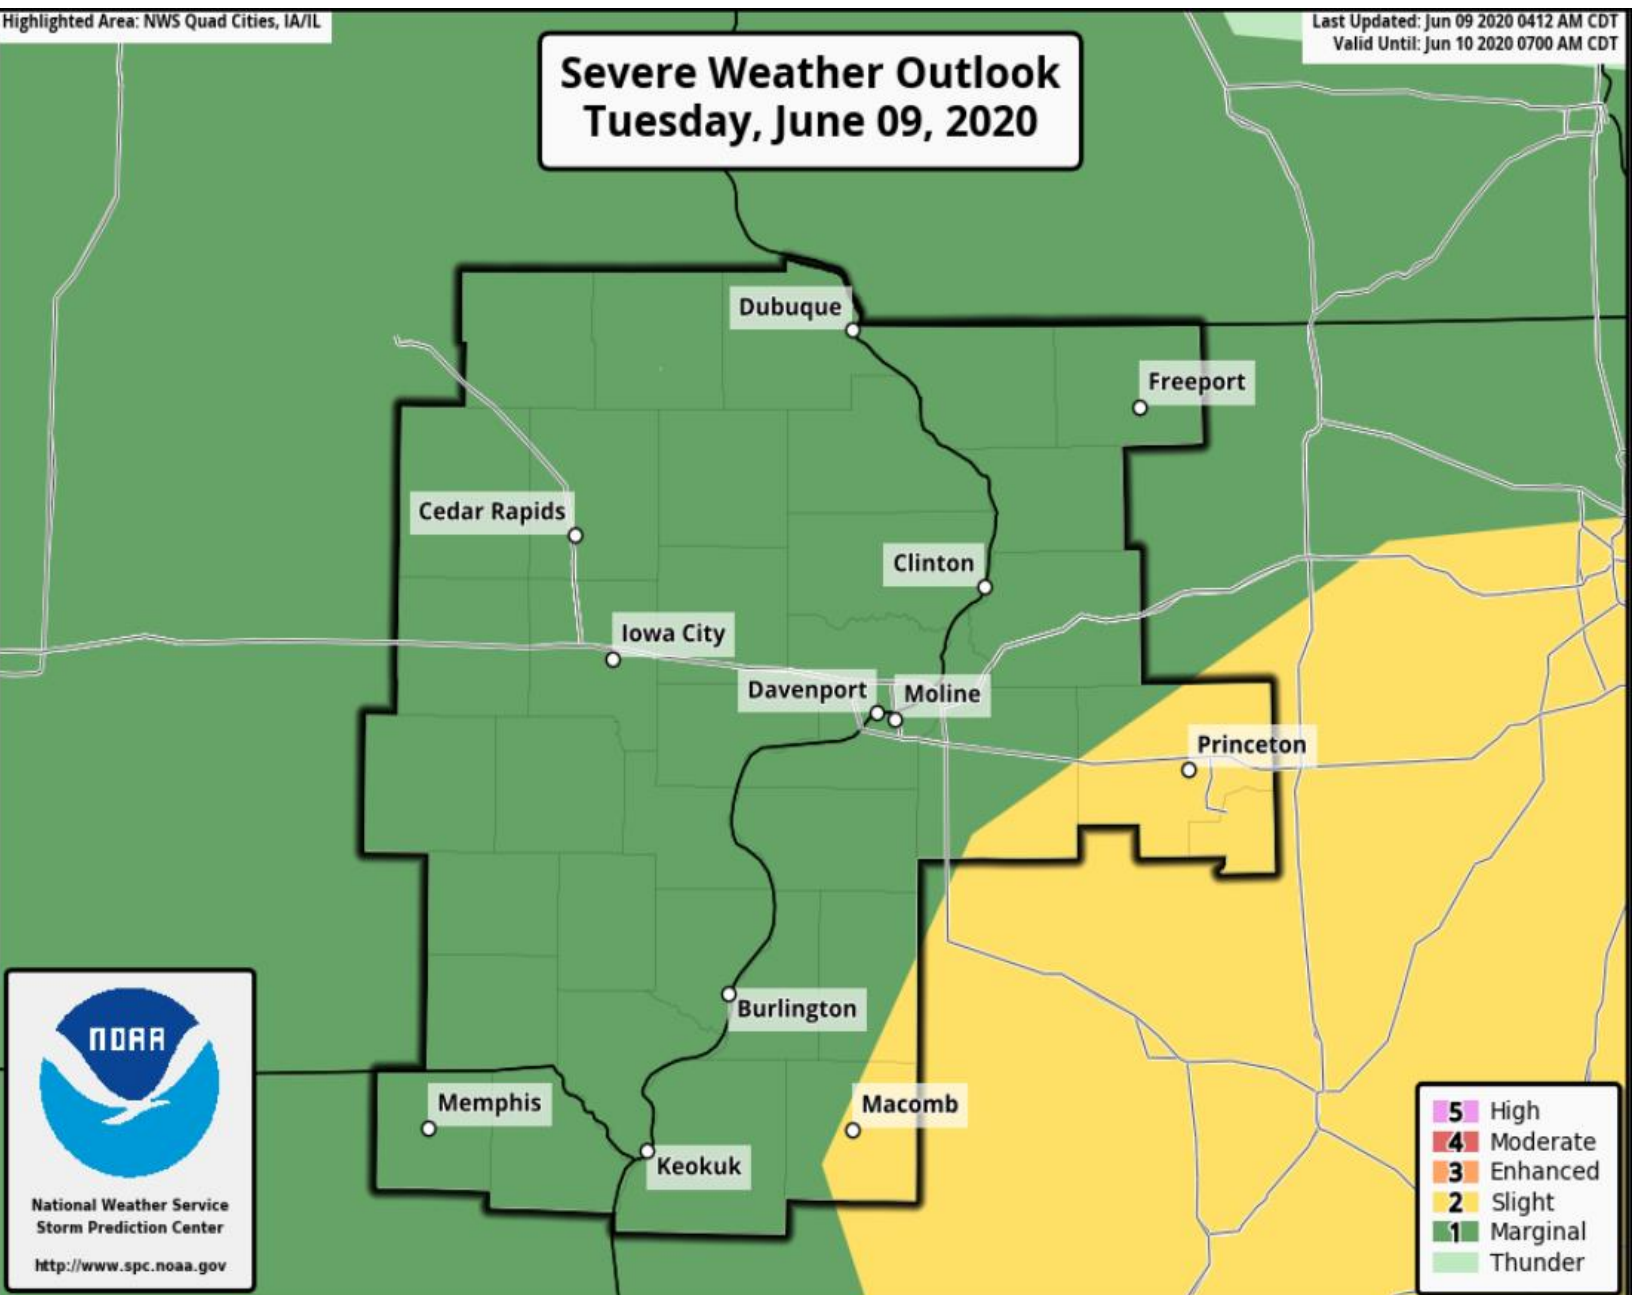 Highlighted Area: NWS Quad Cities, IA/IL
Last Updated: Jun 09 2020 0412 AM CDT
Valid Until: Jun 10 2020 0700 AM CDT
Severe Weather Outlook
Tuesday, June 09, 2020
Dubuque
Freeport
Cedar Rapids
Clinton
Iowa City
Davenport
Moline
Princeton
Burlington
Memphis
Macomb
Keokuk
NOAA
National Weather Service
Storm Prediction Center
http://www.spc.noaa.gov
5 High
4 Moderate
3 Enhanced
2 Slight
1 Marginal
Thunder